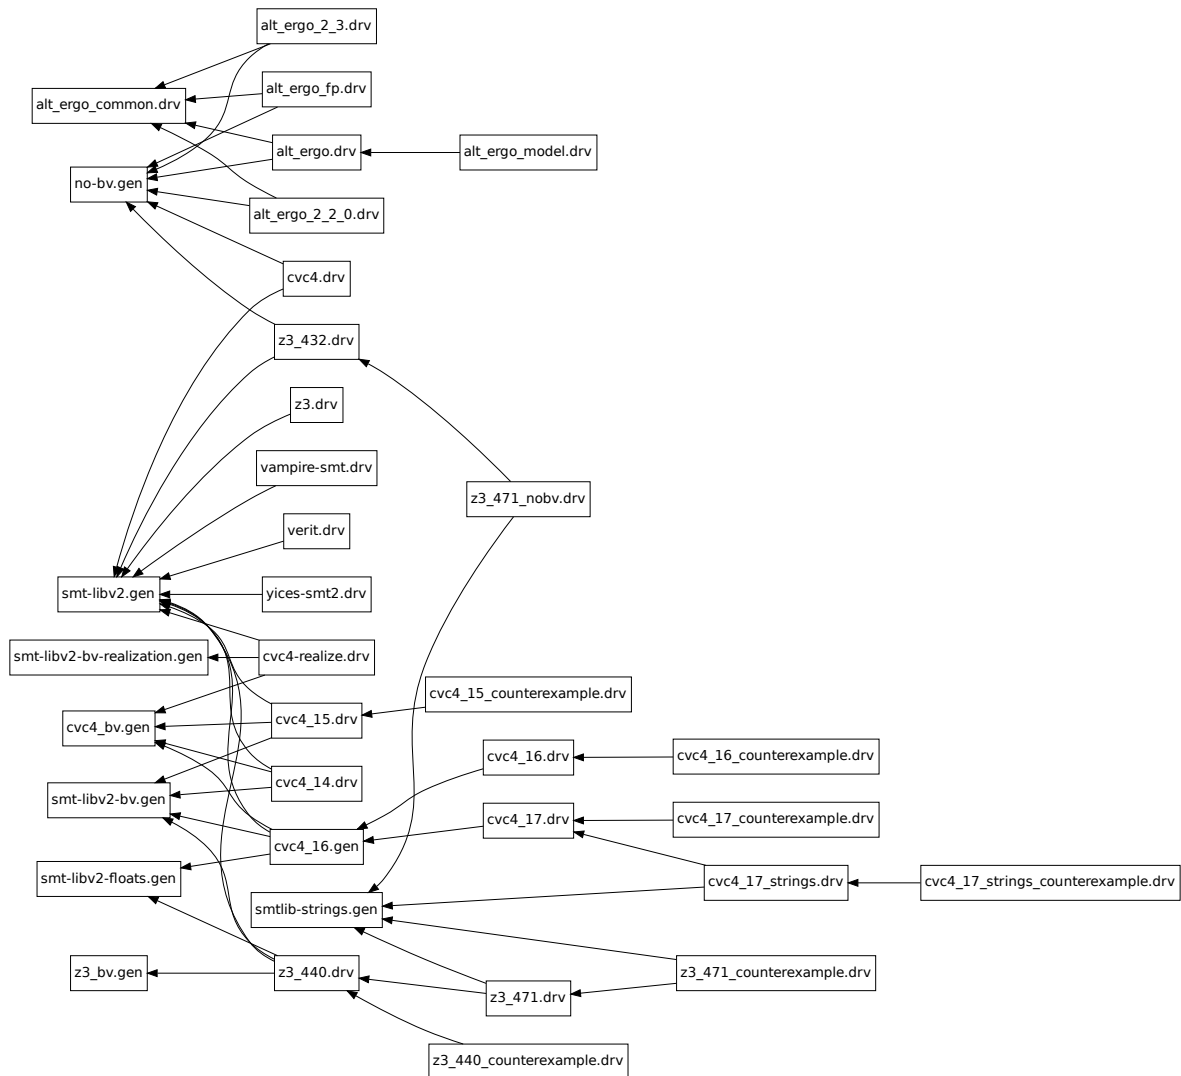 alt_ergo_2_3.drv
alt_ergo_fp.drv
alt_ergo_common.drv
alt_ergo.drv
alt_ergo_model.drv
no-bv.gen
alt_ergo_2_2_0.drv
cvc4.drv
z3_432.drv
z3.drv
vampire-smt.drv
z3_471_nobv.drv
verit.drv
smt-libv2.gen
yices-smt2.drv
smt-libv2-bv-realization.gen
cvc4-realize.drv
cvc4_15_counterexample.drv
cvc4_bv.gen
cvc4_15.drv
cvc4_16.drv
cvc4_16_counterexample.drv
cvc4_14.drv
smt-libv2-bv.gen
cvc4_17.drv
cvc4_17_counterexample.drv
cvc4_16.gen
smt-libv2-floats.gen
cvc4_17_strings.drv
cvc4_17_strings_counterexample.drv
smtlib-strings.gen
z3_bv.gen
z3_440.drv
z3_471_counterexample.drv
z3_471.drv
z3_440_counterexample.drv